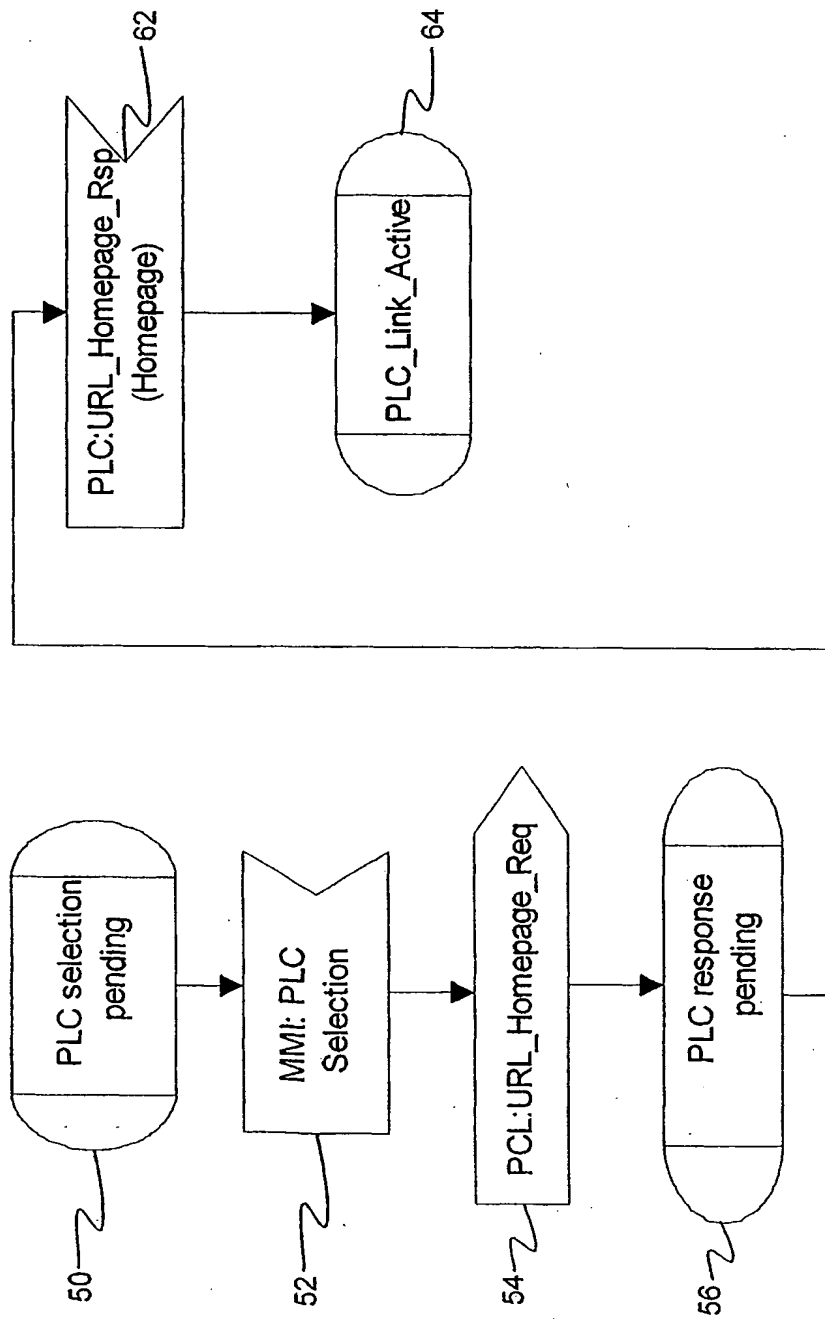 PLC selection
pending
50
MMI: PLC
Selection
52
PCL:URL_Homepage_Req
54
PLC response
pending
56
PLC:URL_Homepage_Rsp
(Homepage)
62
PLC_Link_Active
64